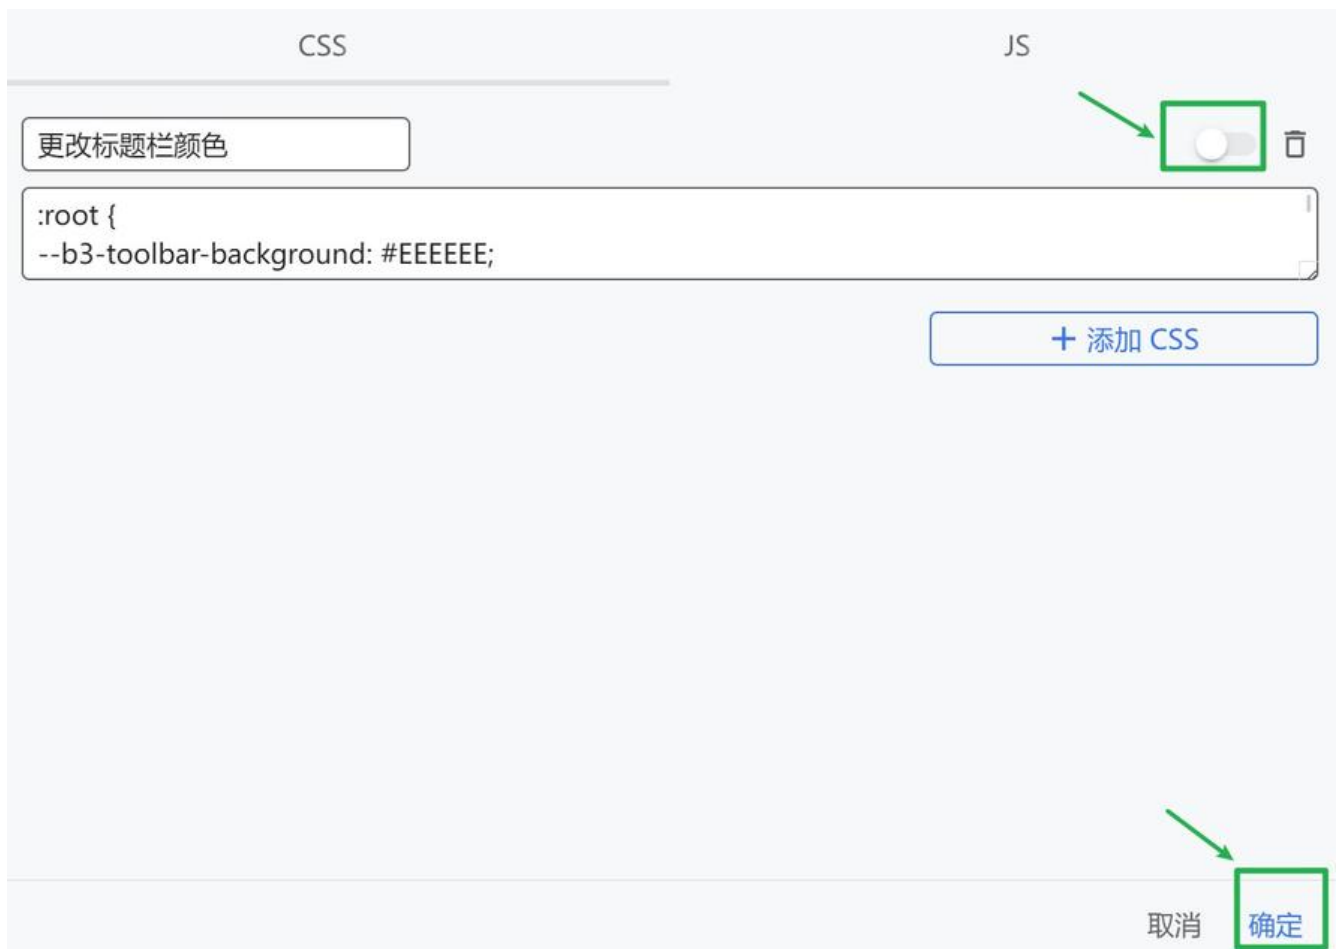 CSS
JS
更改标题栏颜色
:root {
--b3-toolbar-background: #EEEEEE;
+ 添加 CSS
取消
确定